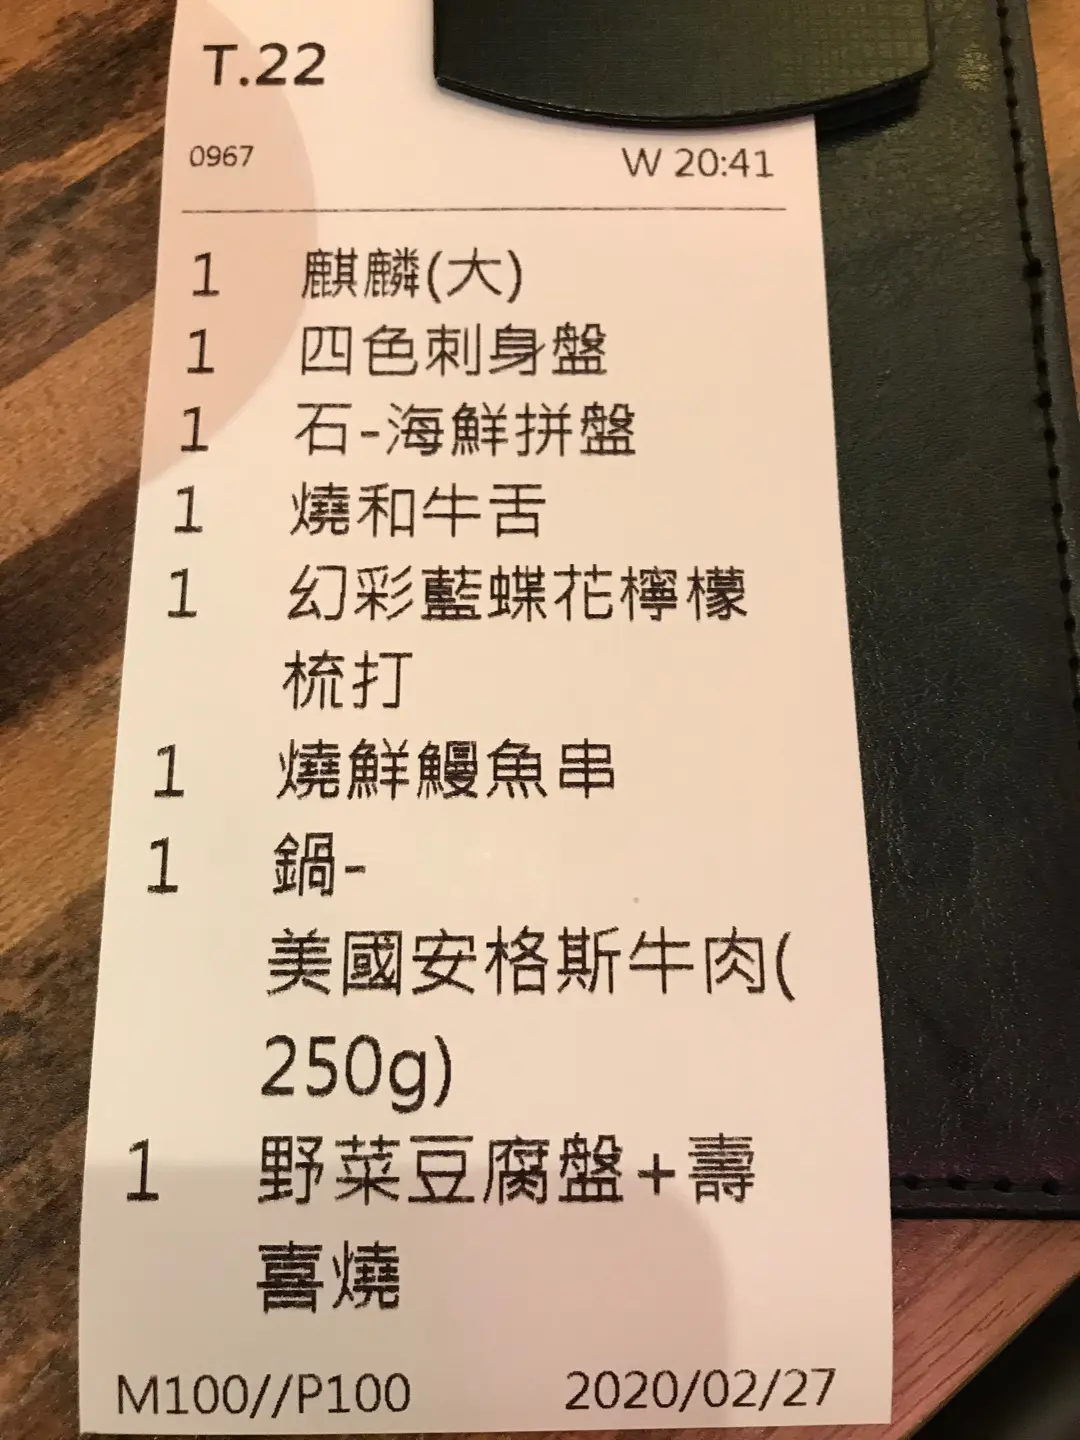 T.22
0967 W 20:41
1 麒麟(大)
1 四色刺身盤
1 石-海鮮拼盤
1 燒和牛舌
1 幻彩藍蝶花檸檬
梳打
1 燒鮮鰻魚串
1 鍋-
美國安格斯牛肉(
250g)
1 野菜豆腐盤+壽
喜燒
M100//P100 2020/02/27